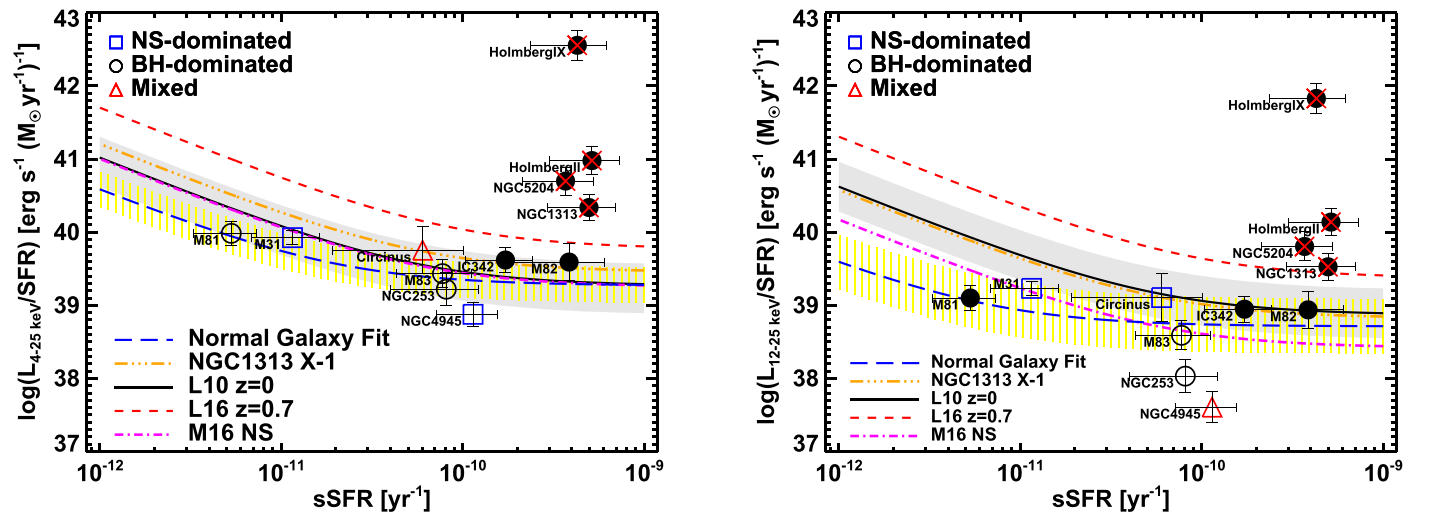 43
42
41
40
39
38
37
log(L4-25 keV/SFR) [erg s-1 (M⊙yr-1)-1]
NS-dominated
BH-dominated
Mixed
HolmbergIX
HolmbergII
NGC5204
NGC1313
M81
M31
Circinus
M83
IC342
M82
NGC253
NGC4945
Normal Galaxy Fit
NGC1313 X-1
L10 z=0
L16 z=0.7
M16 NS
10-12
10-11
10-10
10-9
sSFR [yr-1]
43
42
41
40
39
38
37
log(L12-25 keV/SFR) [erg s-1 (M⊙yr-1)-1]
NS-dominated
BH-dominated
Mixed
HolmbergIX
HolmbergII
NGC5204
NGC1313
M81
M31
Circinus
IC342
M82
M83
NGC253
NGC4945
Normal Galaxy Fit
NGC1313 X-1
L10 z=0
L16 z=0.7
M16 NS
10-12
10-11
10-10
10-9
sSFR [yr-1]